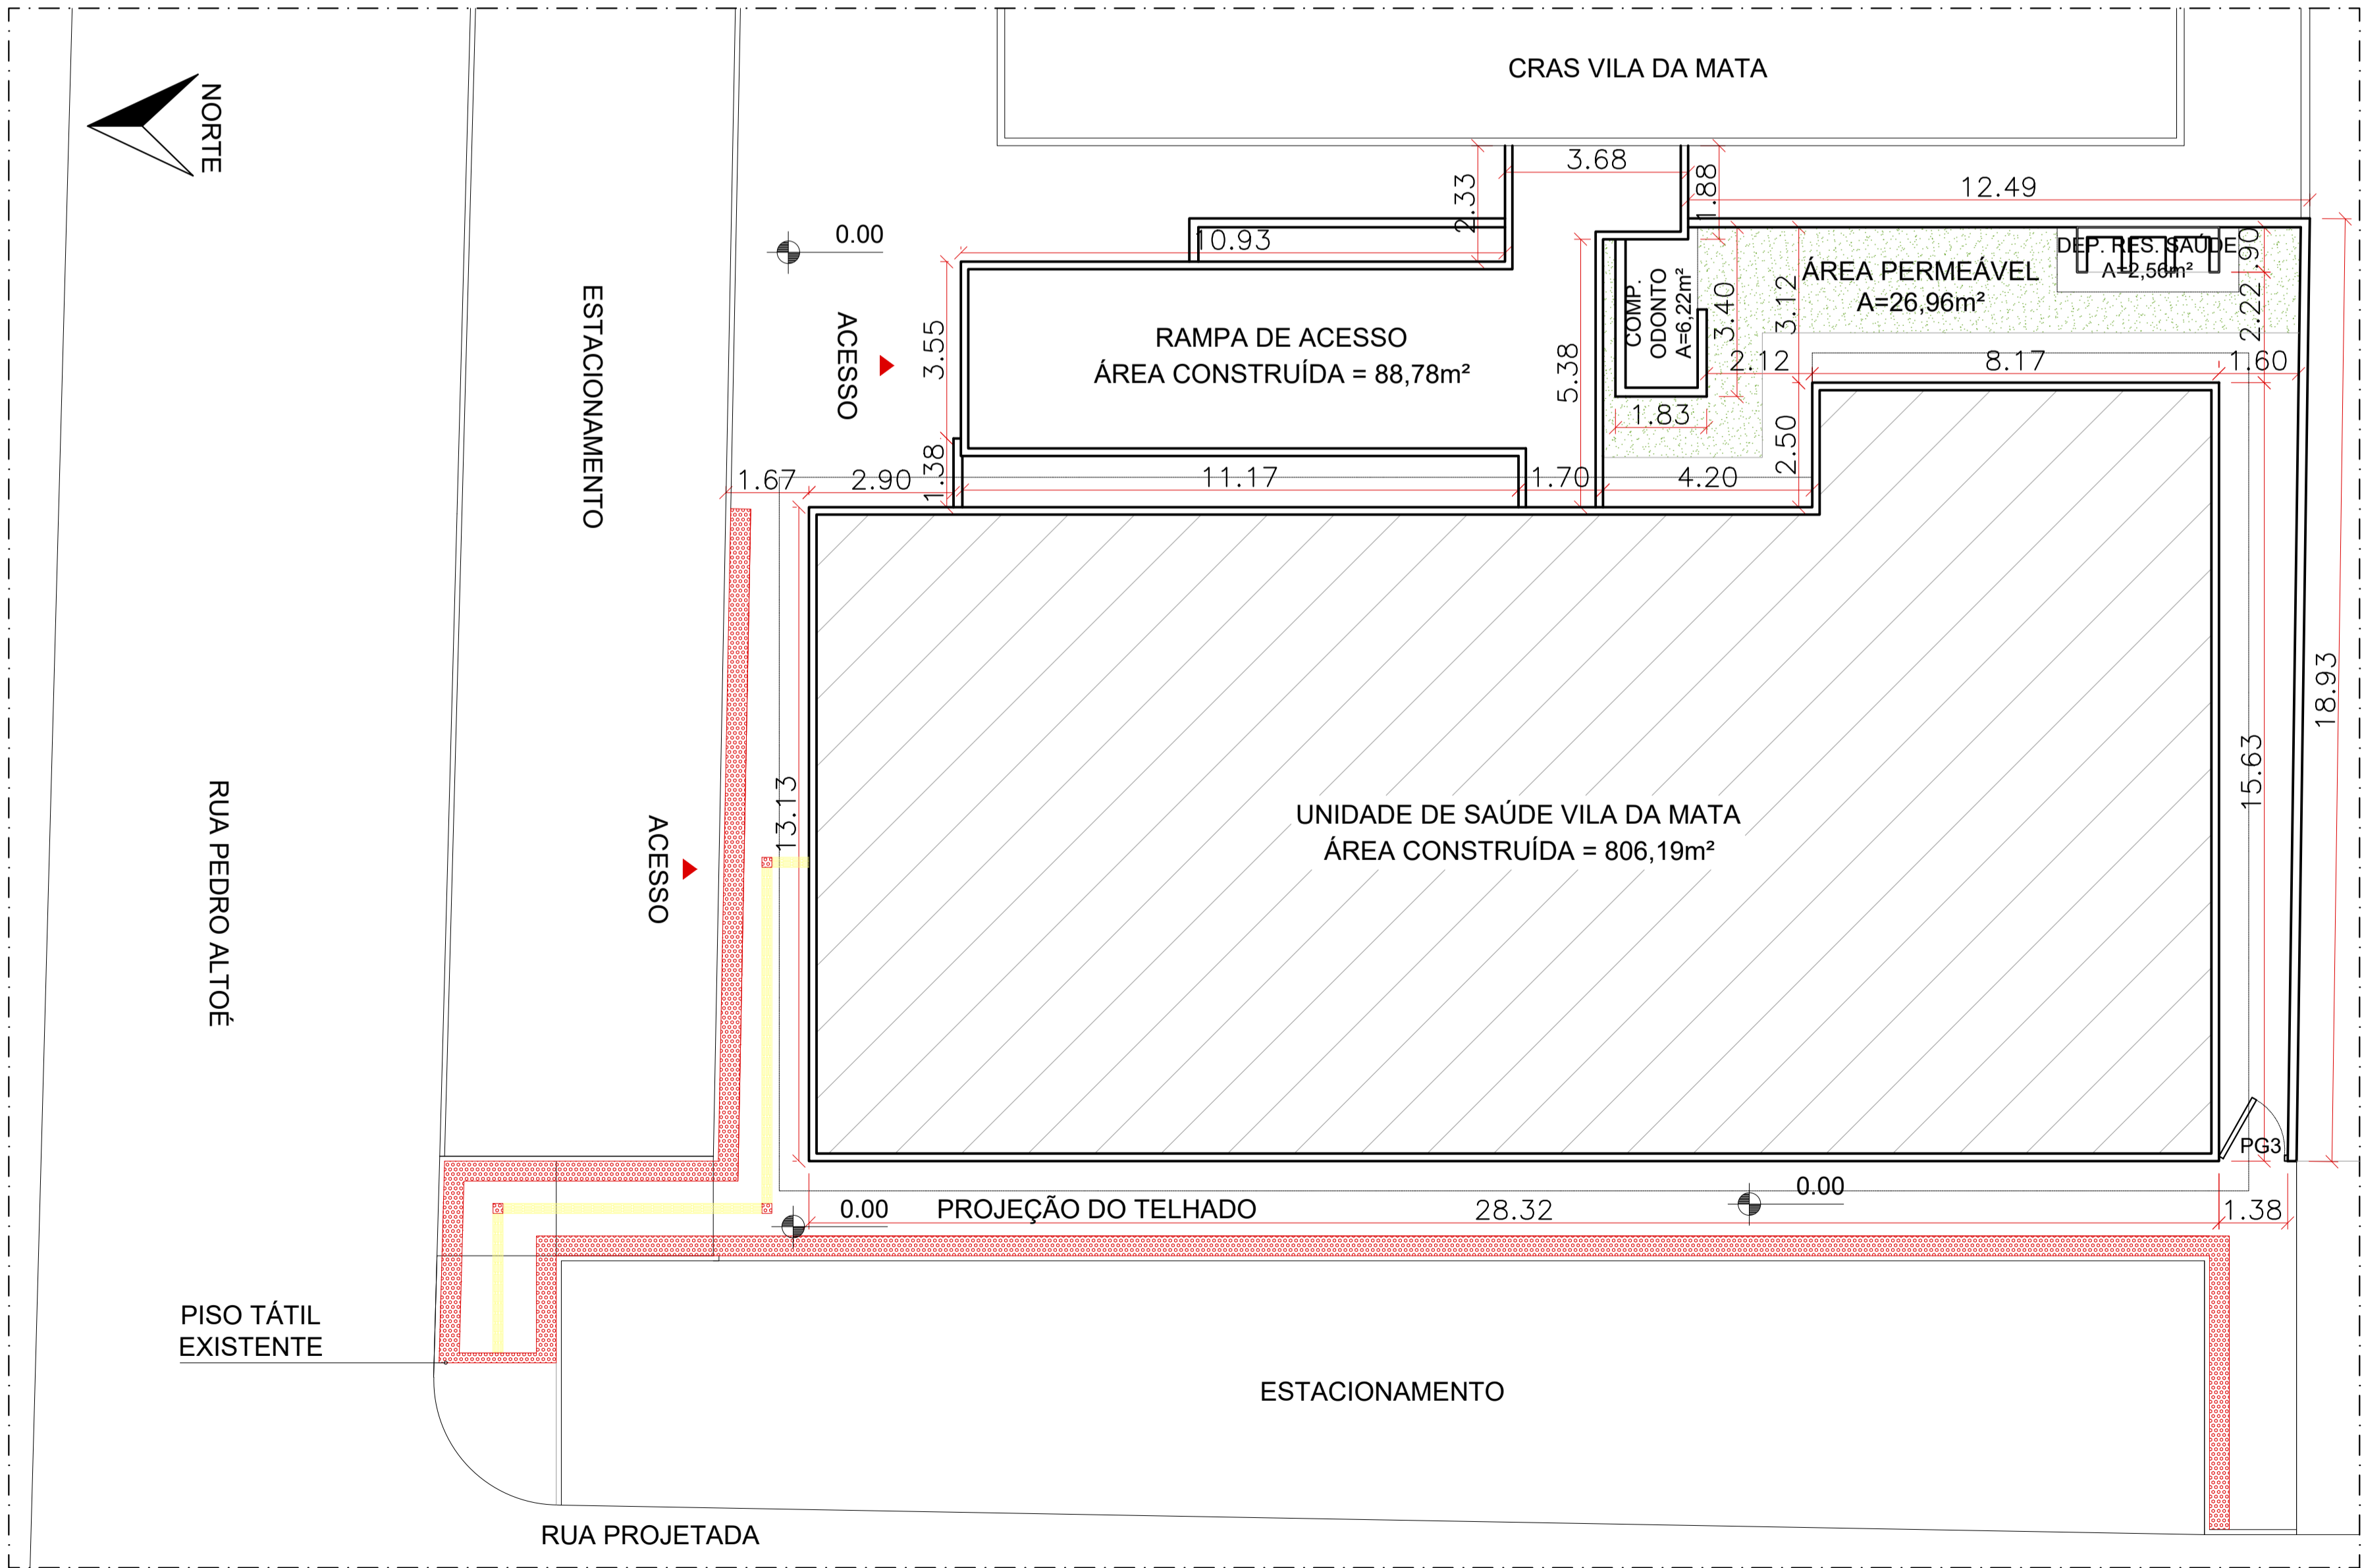 CRAS VILA DA MATA
NORTE
3.68
2.33
1.88
12.49
0.00
10.93
DEP. RES. SAÚDE
A=2,56m²
.90
ÁREA PERMEÁVEL
A=26,96m²
COMP.
ODONTO
A=6,22m²
3.40
3.12
2.22
ESTACIONAMENTO
ACESSO
3.55
RAMPA DE ACESSO
ÁREA CONSTRUÍDA = 88,78m²
5.38
2.12
8.17
1.60
1.83
2.50
1.38
1.67
2.90
11.17
1.70
4.20
18.93
15.63
13.13
RUA PEDRO ALTOÉ
ACESSO
UNIDADE DE SAÚDE VILA DA MATA
ÁREA CONSTRUÍDA = 806,19m²
PG3
0.00
PROJEÇÃO DO TELHADO
28.32
0.00
1.38
PISO TÁTIL
EXISTENTE
ESTACIONAMENTO
RUA PROJETADA